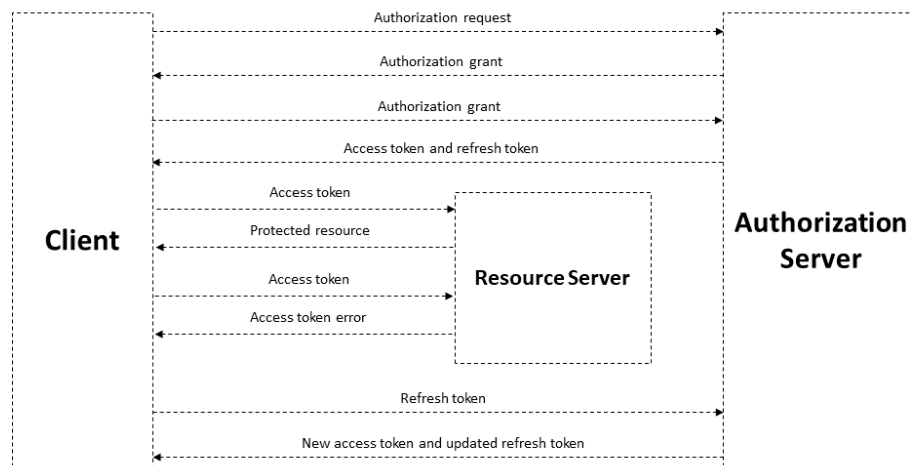 Authorization request
Authorization grant
Authorization grant
Access token and refresh token
Access token
Protected resource
Client
Resource Server
Authorization
Server
Access token
Access token error
Refresh token
New access token and updated refresh token